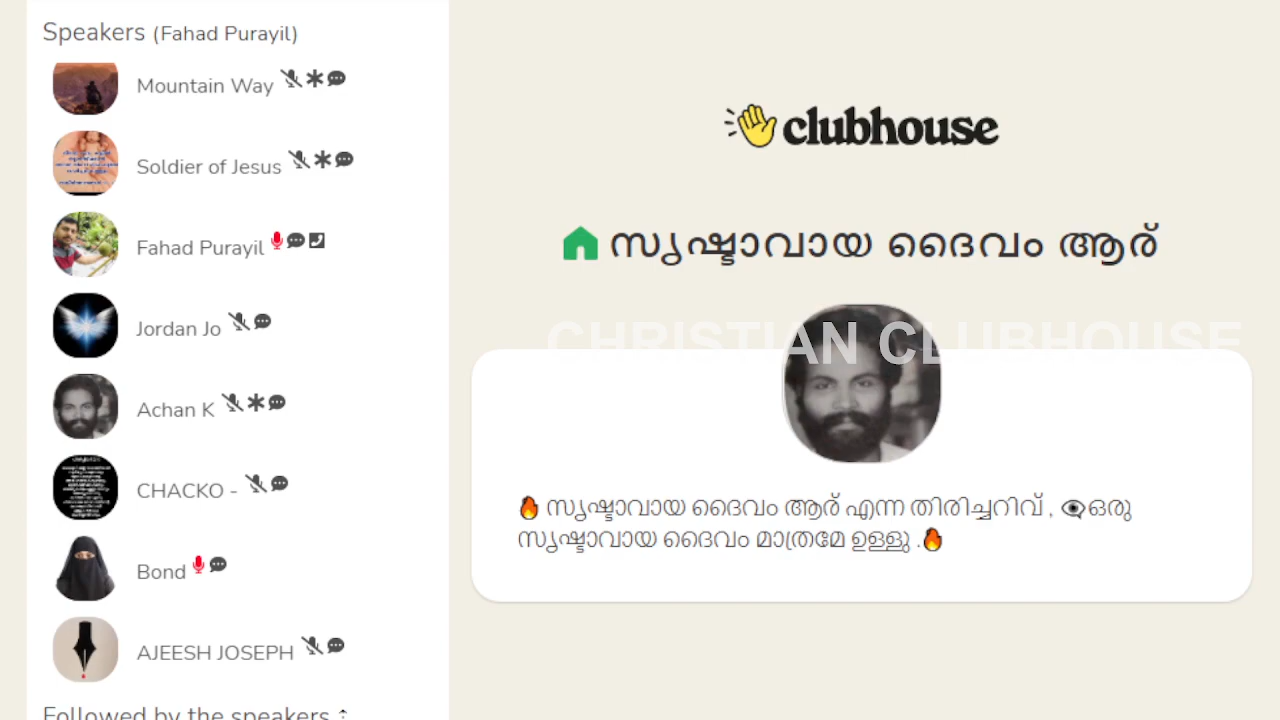 Speakers (Fahad Purayil)
Mountain Way
Soldier of Jesus
Fahad Purayil
Jordan Jo
Achan K
CHACKO -
Bond
AJEESH JOSEPH
Followed by the speakers
clubhouse
സൃഷ്ടാവായ ദൈവം ആര്
CHRISTIAN CLUBHOUSE
🔥 സൃഷ്ടാവായ ദൈവം ആര് എന്ന തിരിച്ചറിവ് , 👁️‍🗨️ഒരു
സൃഷ്ടാവായ ദൈവം മാത്രമേ ഉള്ളു .🔥